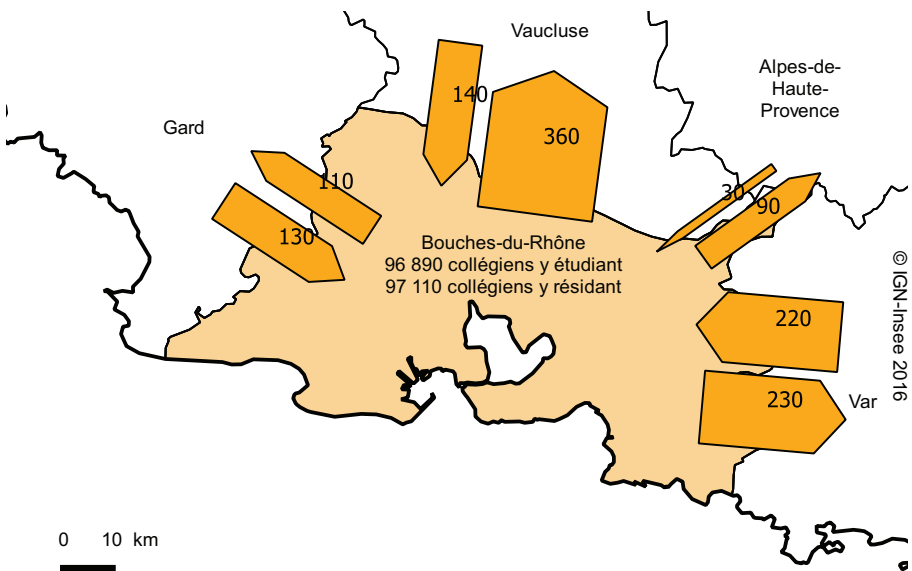 Vaucluse
Alpes-de-
Haute-
Provence
Gard
140
360
110
130
30
90
Bouches-du-Rhône
96 890 collégiens y étudiant
97 110 collégiens y résidant
220
230
Var
© IGN-Insee 2016
0 10 km